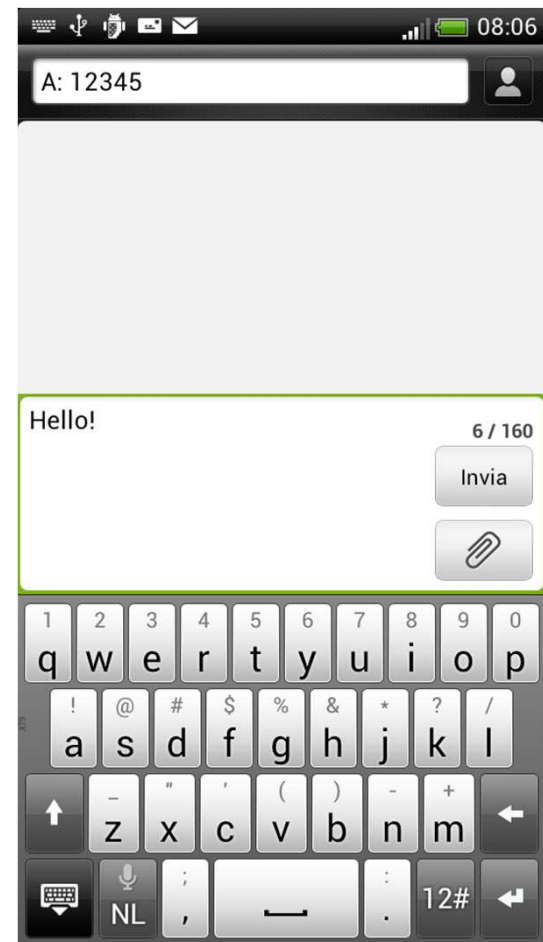 08:06
A: 12345
Hello!
6 / 160
Invia
1 2 3 4 5 6 7 8 9 0
q w e r t y u i o p
! @ # $ % & * ? /
a s d f g h j k l
_ " ' ( ) - +
z x c v b n m
; :
NL , . 12#